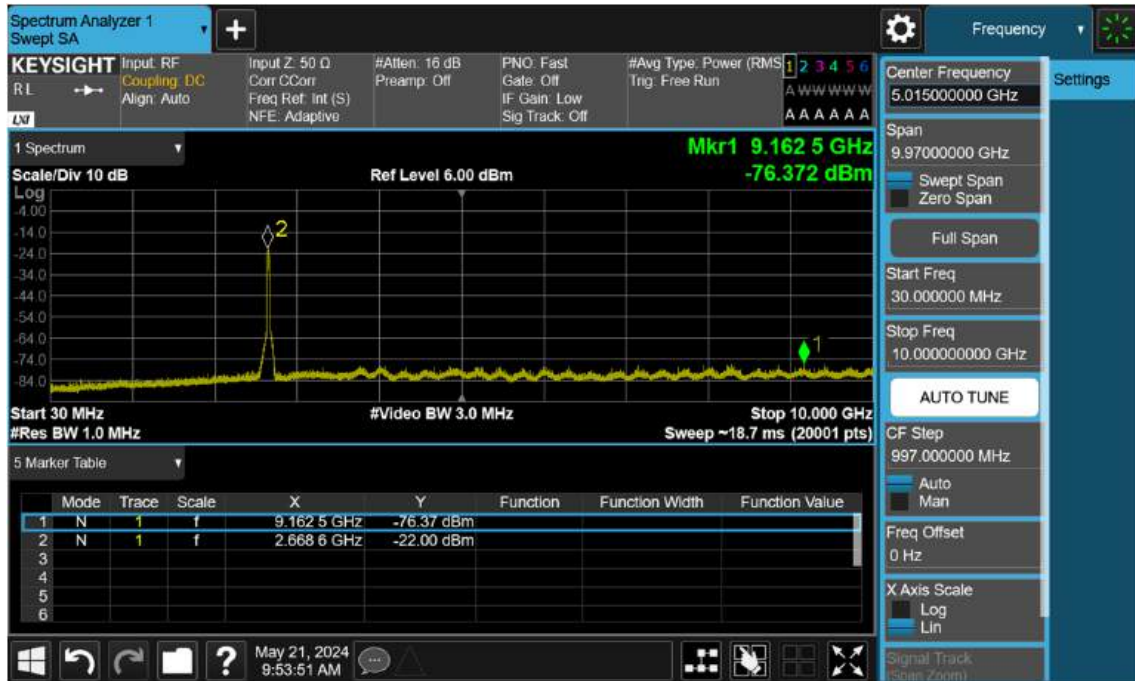 Spectrum Analyzer 1
Swept SA
Frequency
KEYSIGHT
RL
LXI
Input: RF
Coupling: DC
Align: Auto
Input Z: 50 Ω
Corr CCorr
Freq Ref: Int (S)
NFE: Adaptive
#Atten: 16 dB
Preamp: Off
PNO: Fast
Gate: Off
IF Gain: Low
Sig Track: Off
#Avg Type: Power (RMS
Trig: Free Run
1 2 3 4 5 6
A W W W W W
A A A A A A
1 Spectrum
Mkr1 9.162 5 GHz
-76.372 dBm
Scale/Div 10 dB
Ref Level 6.00 dBm
Log
-4.00
-14.0
-24.0
-34.0
-44.0
-54.0
-64.0
-74.0
-84.0
2
1
Start 30 MHz
#Video BW 3.0 MHz
Stop 10.000 GHz
#Res BW 1.0 MHz
Sweep ~18.7 ms (20001 pts)
5 Marker Table
Mode Trace Scale X Y Function Function Width Function Value
1 N 1 f 9.162 5 GHz -76.37 dBm
2 N 1 f 2.668 6 GHz -22.00 dBm
3
4
5
6
May 21, 2024
9:53:51 AM
Center Frequency
5.015000000 GHz
Settings
Span
9.97000000 GHz
Swept Span
Zero Span
Full Span
Start Freq
30.000000 MHz
Stop Freq
10.000000000 GHz
AUTO TUNE
CF Step
997.000000 MHz
Auto
Man
Freq Offset
0 Hz
X Axis Scale
Log
Lin
Signal Track
(Span Zoom)